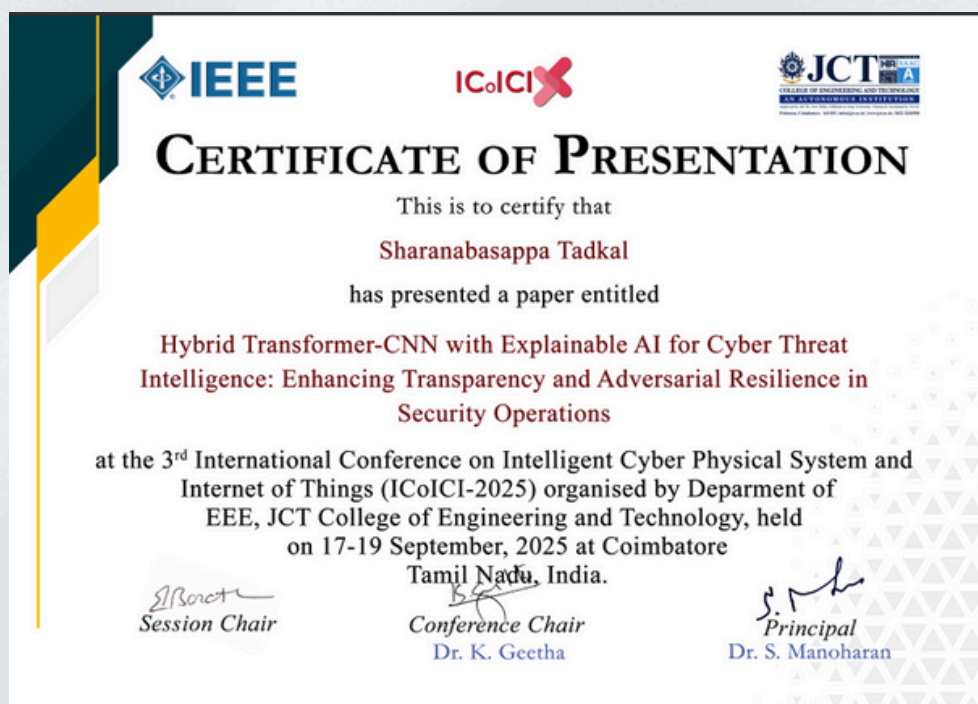 IEEE
ICoICI
JCT
COLLEGE OF ENGINEERING AND TECHNOLOGY
AN AUTONOMOUS INSTITUTION
CERTIFICATE OF PRESENTATION
This is to certify that
Sharanabasappa Tadkal
has presented a paper entitled
Hybrid Transformer-CNN with Explainable AI for Cyber Threat
Intelligence: Enhancing Transparency and Adversarial Resilience in
Security Operations
at the 3rd International Conference on Intelligent Cyber Physical System and
Internet of Things (ICoICI-2025) organised by Deparment of
EEE, JCT College of Engineering and Technology, held
on 17-19 September, 2025 at Coimbatore
Tamil Nadu, India.
Session Chair
Conference Chair
Principal
Dr. K. Geetha
Dr. S. Manoharan